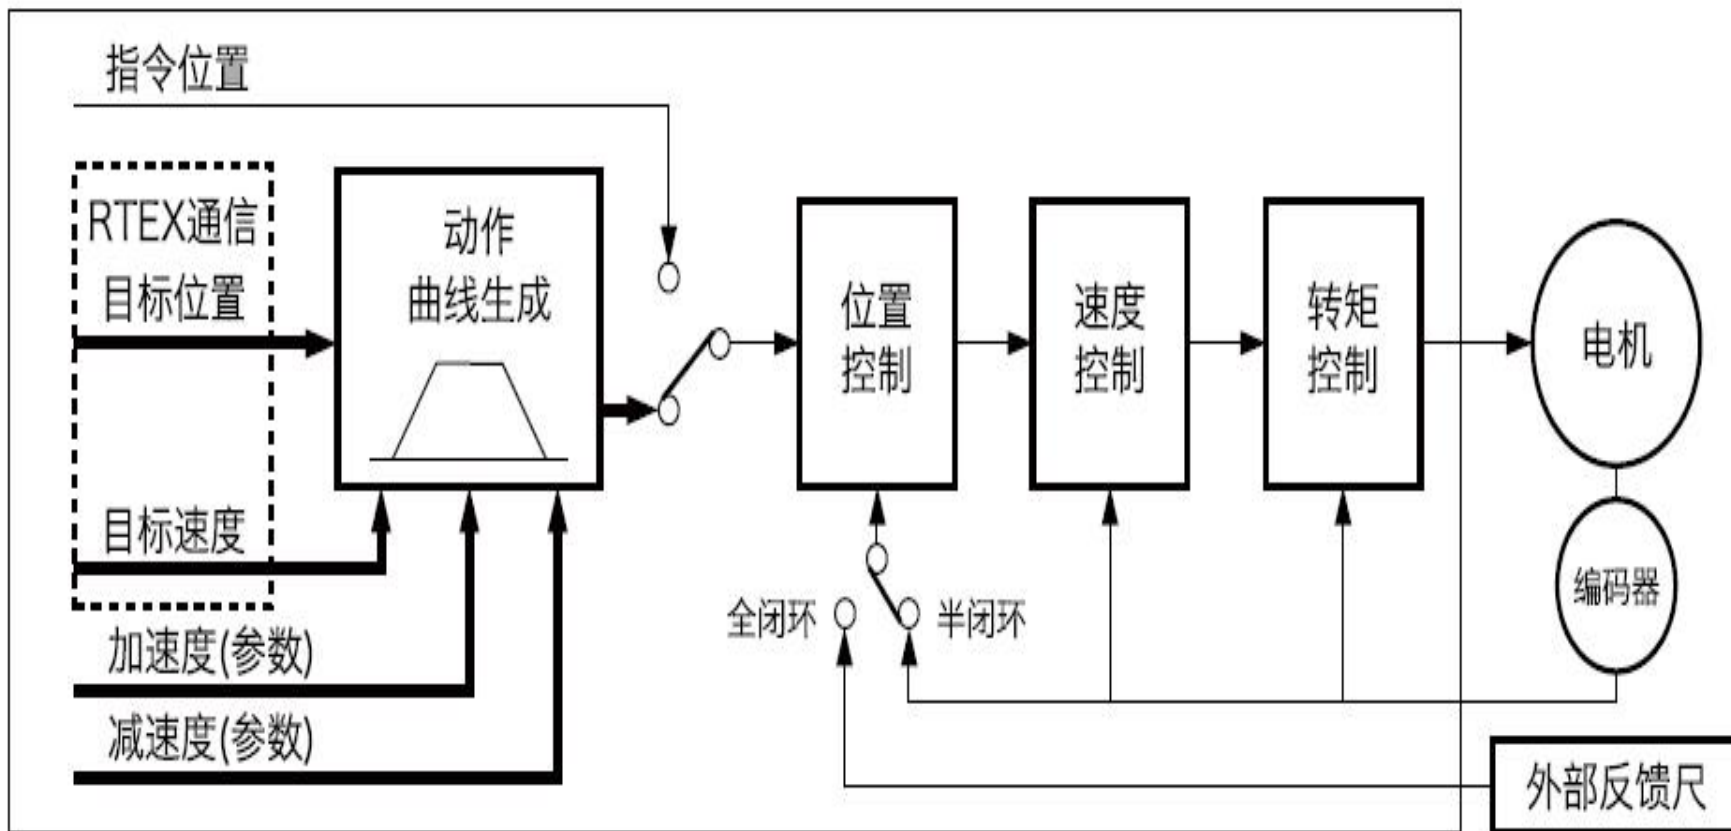 指令位置
RTEX通信
目标位置
目标速度
加速度(参数)
减速度(参数)
动作
曲线生成
位置
控制
速度
控制
转矩
控制
电机
编码器
全闭环
半闭环
外部反馈尺